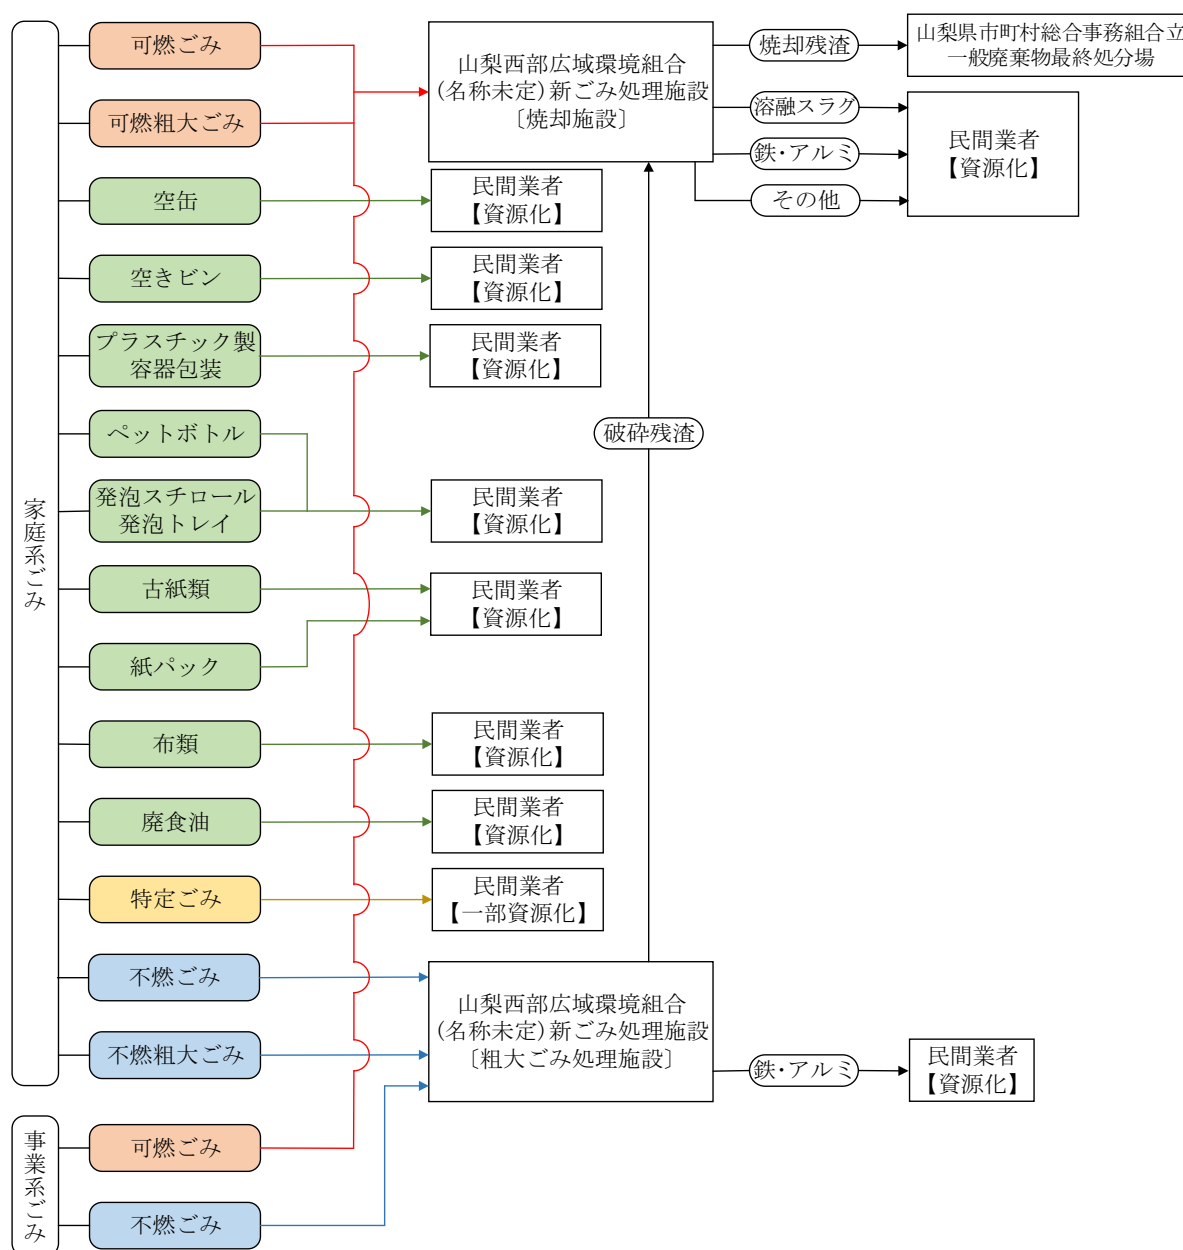 家庭系ごみ
可燃ごみ
可燃粗大ごみ
空缶
空きビン
プラスチック製
容器包装
ペットボトル
発泡スチロール
発泡トレイ
古紙類
紙パック
布類
廃食油
特定ごみ
不燃ごみ
不燃粗大ごみ
事業系ごみ
可燃ごみ
不燃ごみ
山梨西部広域環境組合
(名称未定)新ごみ処理施設
〔焼却施設〕
民間業者
【資源化】
民間業者
【資源化】
民間業者
【資源化】
民間業者
【資源化】
民間業者
【資源化】
民間業者
【資源化】
民間業者
【資源化】
民間業者
【一部資源化】
山梨西部広域環境組合
(名称未定)新ごみ処理施設
〔粗大ごみ処理施設〕
破砕残渣
焼却残渣
溶融スラグ
鉄・アルミ
その他
山梨県市町村総合事務組合立
一般廃棄物最終処分場
民間業者
【資源化】
鉄・アルミ
民間業者
【資源化】